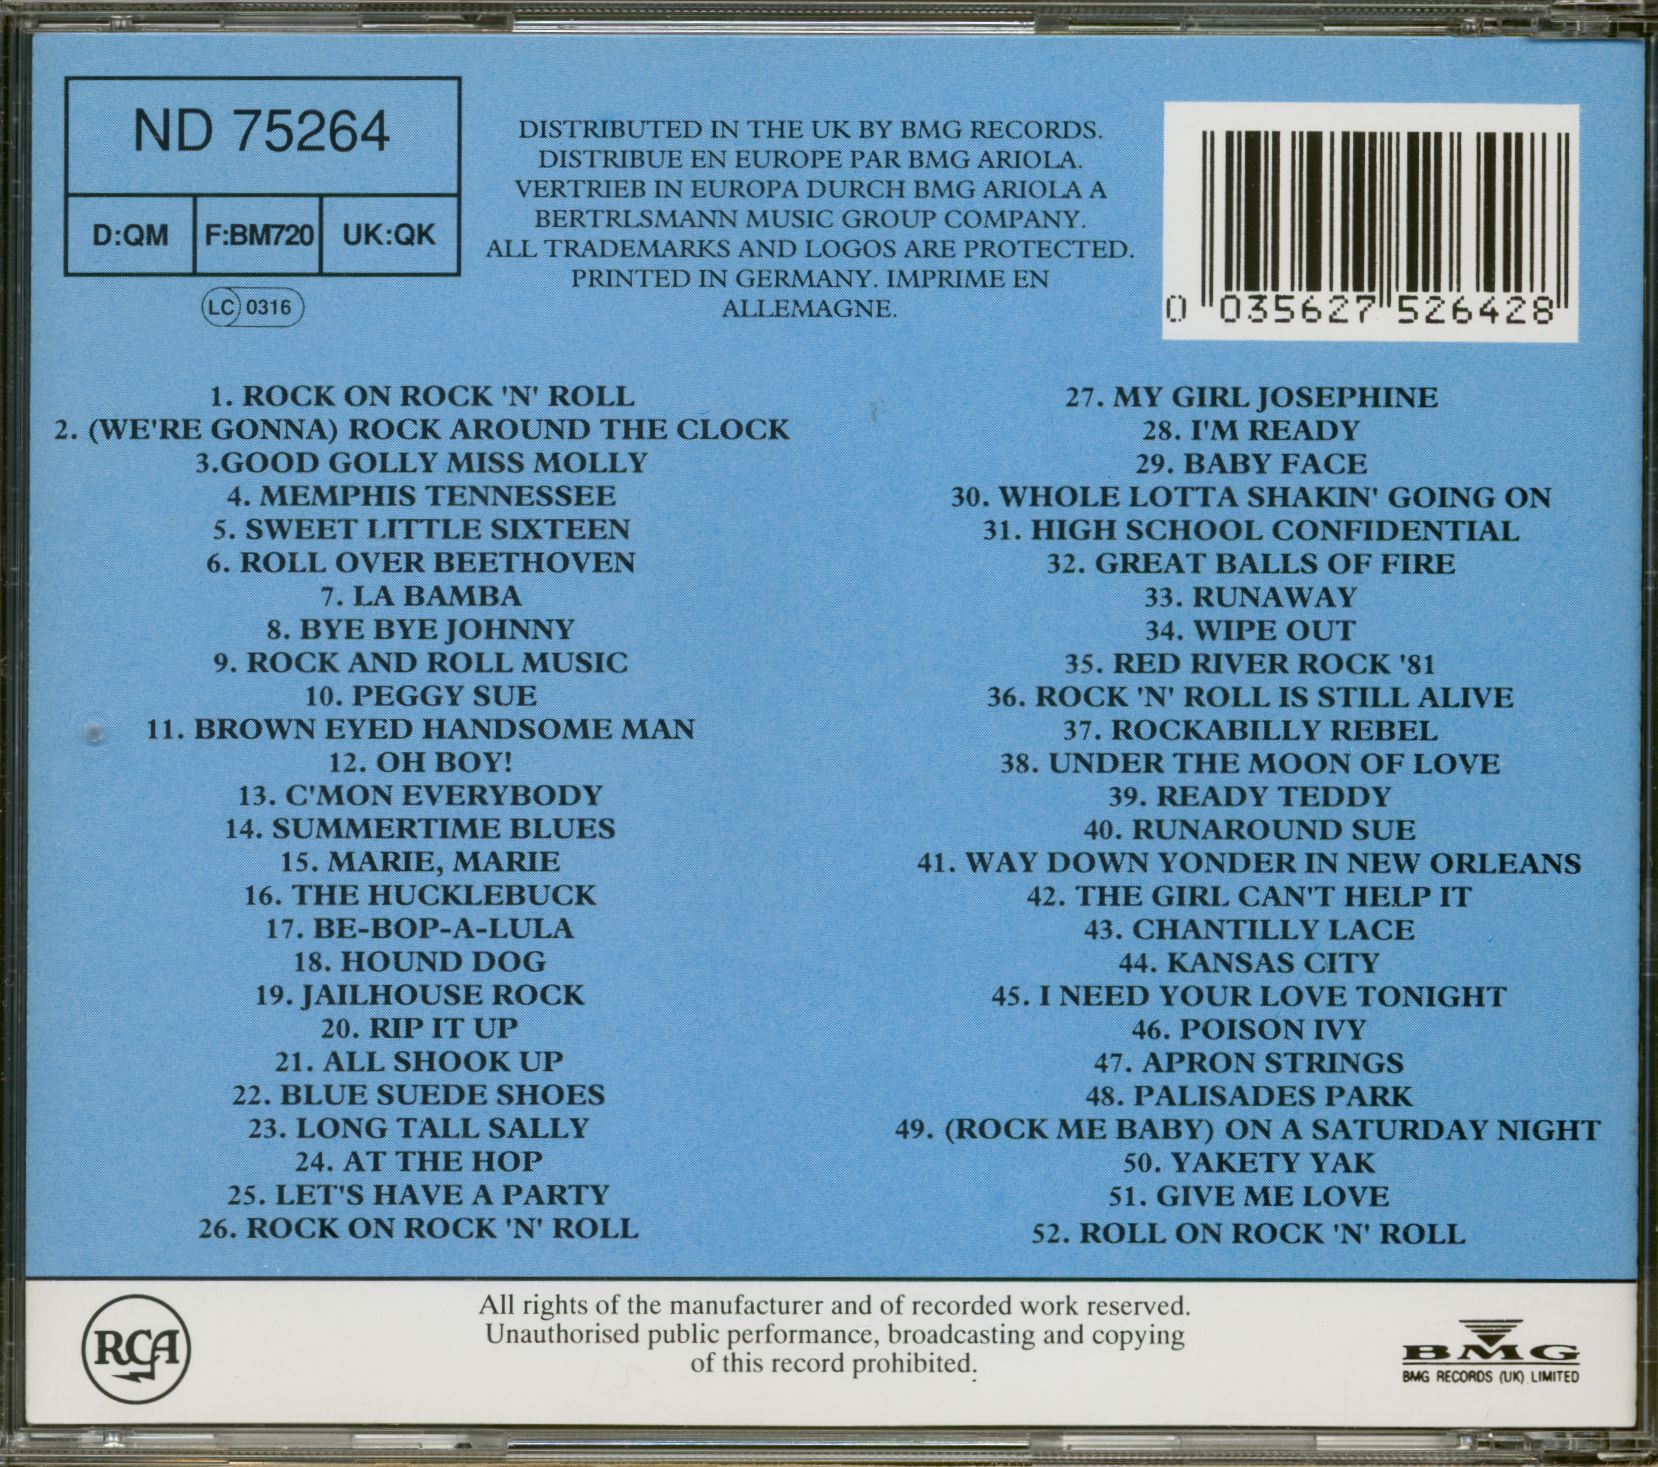 ND 75264
D:QM F:BM720 UK:QK
LC 0316
DISTRIBUTED IN THE UK BY BMG RECORDS.
DISTRIBUE EN EUROPE PAR BMG ARIOLA.
VERTRIEB IN EUROPA DURCH BMG ARIOLA A
BERTRLSMANN MUSIC GROUP COMPANY.
ALL TRADEMARKS AND LOGOS ARE PROTECTED.
PRINTED IN GERMANY. IMPRIME EN
ALLEMAGNE.
0 035627 526428
1. ROCK ON ROCK 'N' ROLL
2. (WE'RE GONNA) ROCK AROUND THE CLOCK
3.GOOD GOLLY MISS MOLLY
4. MEMPHIS TENNESSEE
5. SWEET LITTLE SIXTEEN
6. ROLL OVER BEETHOVEN
7. LA BAMBA
8. BYE BYE JOHNNY
9. ROCK AND ROLL MUSIC
10. PEGGY SUE
11. BROWN EYED HANDSOME MAN
12. OH BOY!
13. C'MON EVERYBODY
14. SUMMERTIME BLUES
15. MARIE, MARIE
16. THE HUCKLEBUCK
17. BE-BOP-A-LULA
18. HOUND DOG
19. JAILHOUSE ROCK
20. RIP IT UP
21. ALL SHOOK UP
22. BLUE SUEDE SHOES
23. LONG TALL SALLY
24. AT THE HOP
25. LET'S HAVE A PARTY
26. ROCK ON ROCK 'N' ROLL
27. MY GIRL JOSEPHINE
28. I'M READY
29. BABY FACE
30. WHOLE LOTTA SHAKIN' GOING ON
31. HIGH SCHOOL CONFIDENTIAL
32. GREAT BALLS OF FIRE
33. RUNAWAY
34. WIPE OUT
35. RED RIVER ROCK '81
36. ROCK 'N' ROLL IS STILL ALIVE
37. ROCKABILLY REBEL
38. UNDER THE MOON OF LOVE
39. READY TEDDY
40. RUNAROUND SUE
41. WAY DOWN YONDER IN NEW ORLEANS
42. THE GIRL CAN'T HELP IT
43. CHANTILLY LACE
44. KANSAS CITY
45. I NEED YOUR LOVE TONIGHT
46. POISON IVY
47. APRON STRINGS
48. PALISADES PARK
49. (ROCK ME BABY) ON A SATURDAY NIGHT
50. YAKETY YAK
51. GIVE ME LOVE
52. ROLL ON ROCK 'N' ROLL
RCA
All rights of the manufacturer and of recorded work reserved.
Unauthorised public performance, broadcasting and copying
of this record prohibited.
BMG
BMG RECORDS (UK) LIMITED